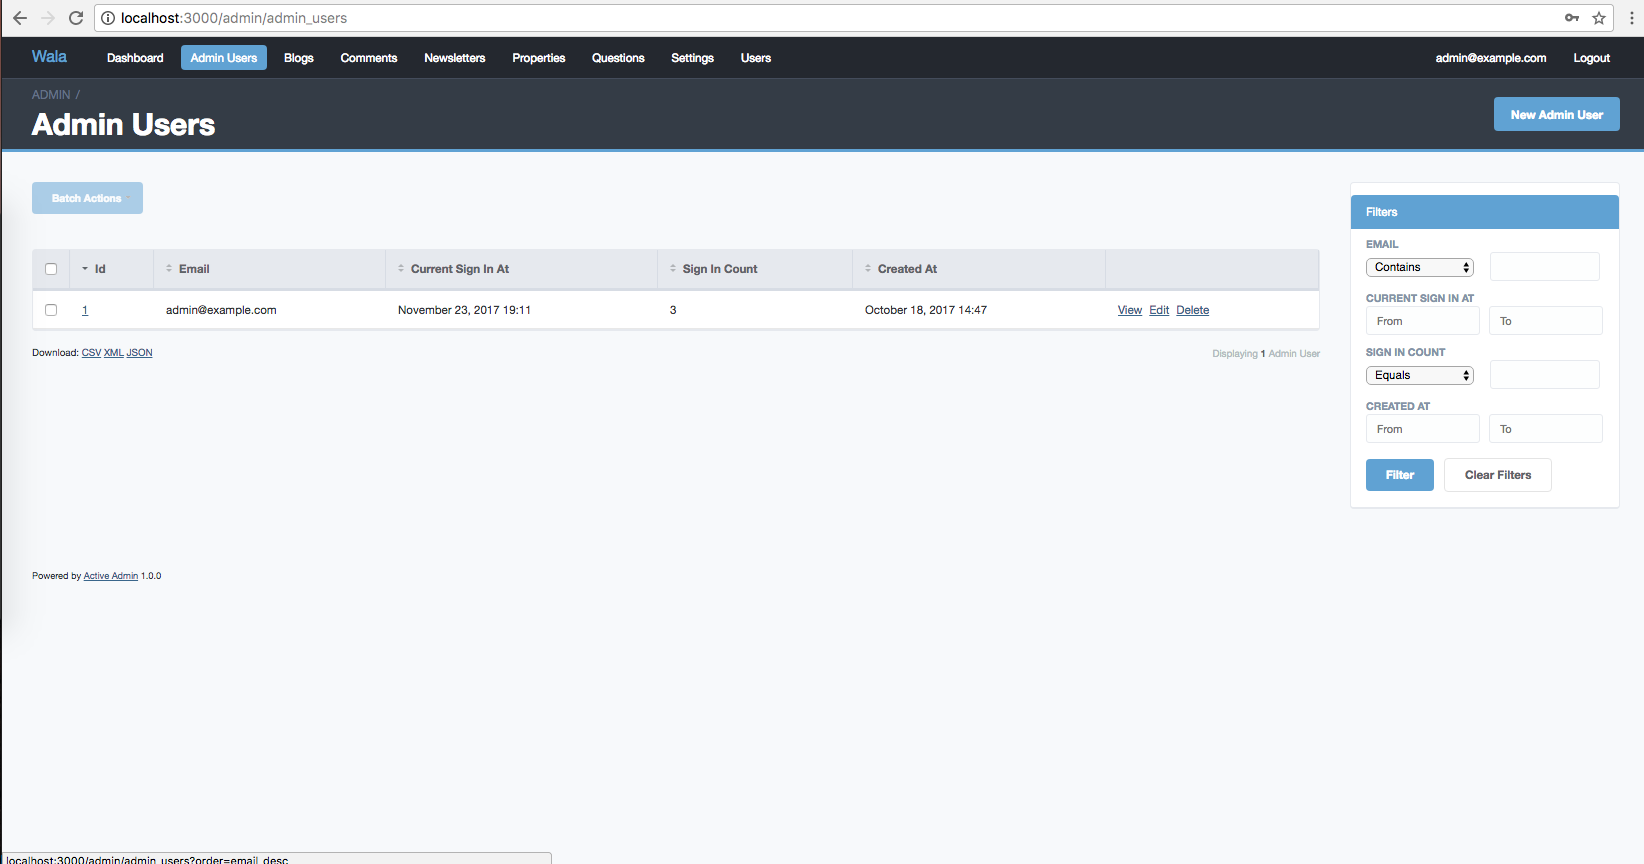 localhost:3000/admin/admin_users
Wala Dashboard Admin Users Blogs Comments Newsletters Properties Questions Settings Users admin@example.com Logout
ADMIN /
Admin Users
New Admin User
Batch Actions
Id Email Current Sign In At Sign In Count Created At
1 admin@example.com November 23, 2017 19:11 3 October 18, 2017 14:47 View Edit Delete
Download: CSV XML JSON
Displaying 1 Admin User
Filters
EMAIL
Contains
CURRENT SIGN IN AT
From To
SIGN IN COUNT
Equals
CREATED AT
From To
Filter Clear Filters
Powered by Active Admin 1.0.0
localhost:3000/admin/admin_users?order=email_desc